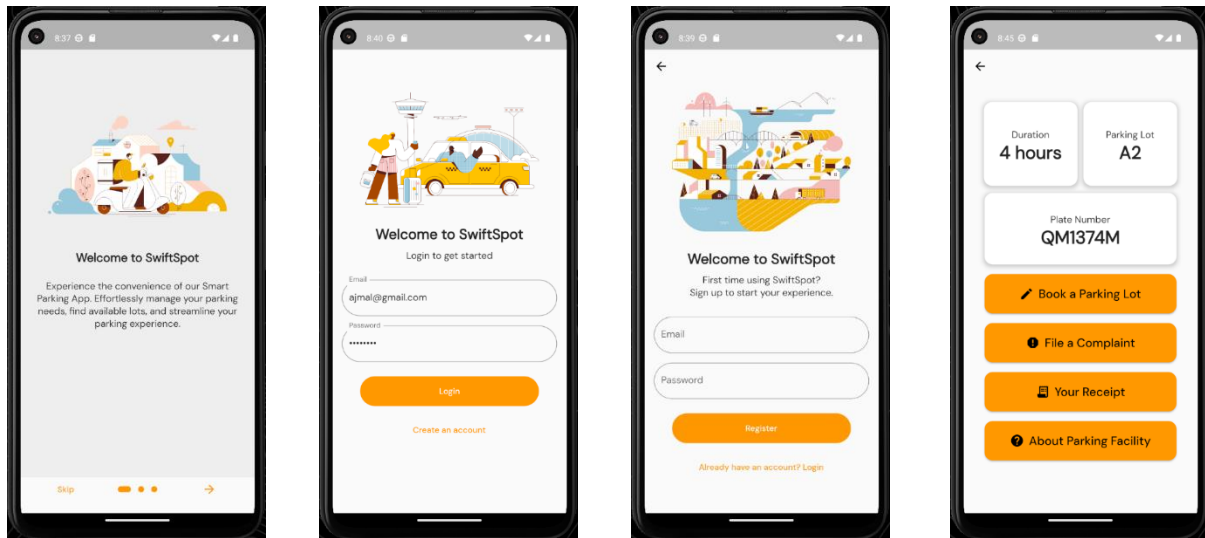 8:37
Welcome to SwiftSpot
Experience the convenience of our Smart
Parking App. Effortlessly manage your parking
needs, find available lots, and streamline your
parking experience.
Skip
8:40
Welcome to SwiftSpot
Login to get started
Email
ajmal@gmail.com
Password
••••••••
Login
Create an account
8:39
Welcome to SwiftSpot
First time using SwiftSpot?
Sign up to start your experience.
Email
Password
Register
Already have an account? Login
8:45
Duration
4 hours
Parking Lot
A2
Plate Number
QM1374M
Book a Parking Lot
File a Complaint
Your Receipt
About Parking Facility